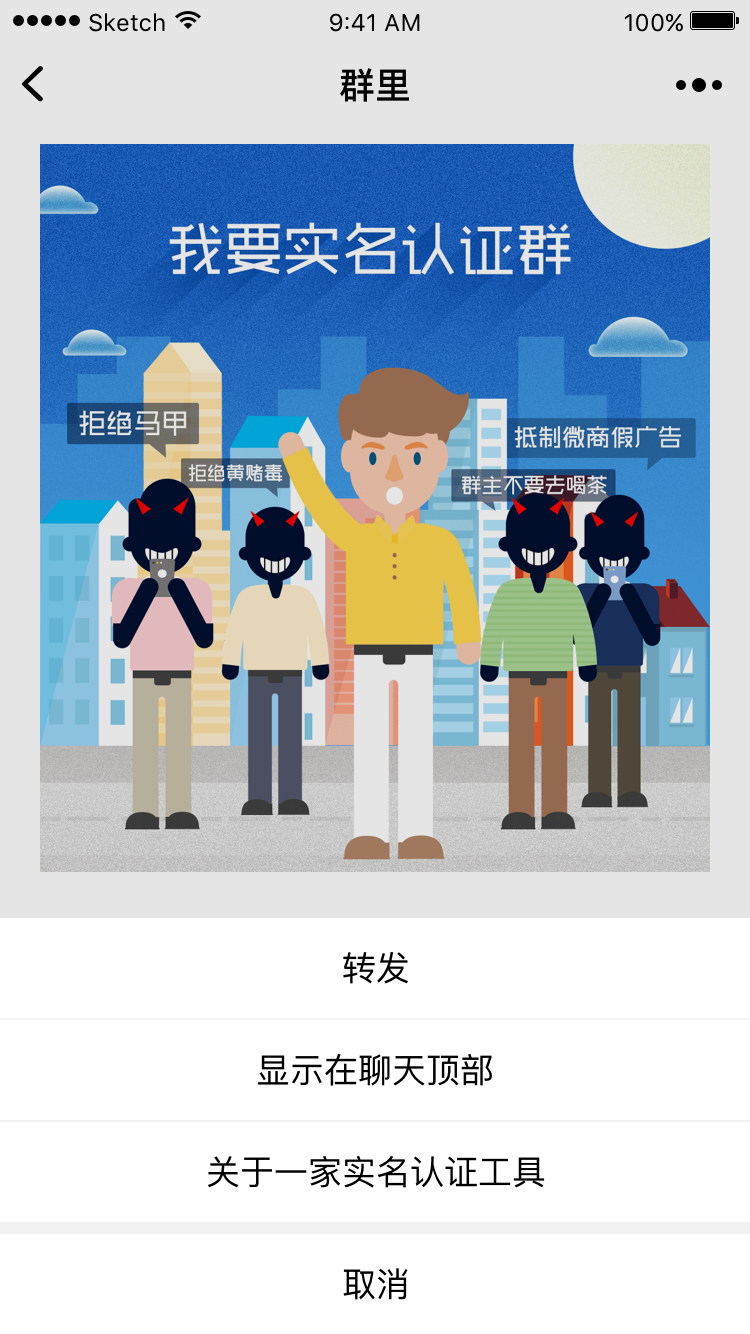 Sketch 9:41 AM 100%
群里
我要实名认证群
拒绝马甲
抵制微商假广告
拒绝黄赌毒
群主不要去喝茶
转发
显示在聊天顶部
关于一家实名认证工具
取消